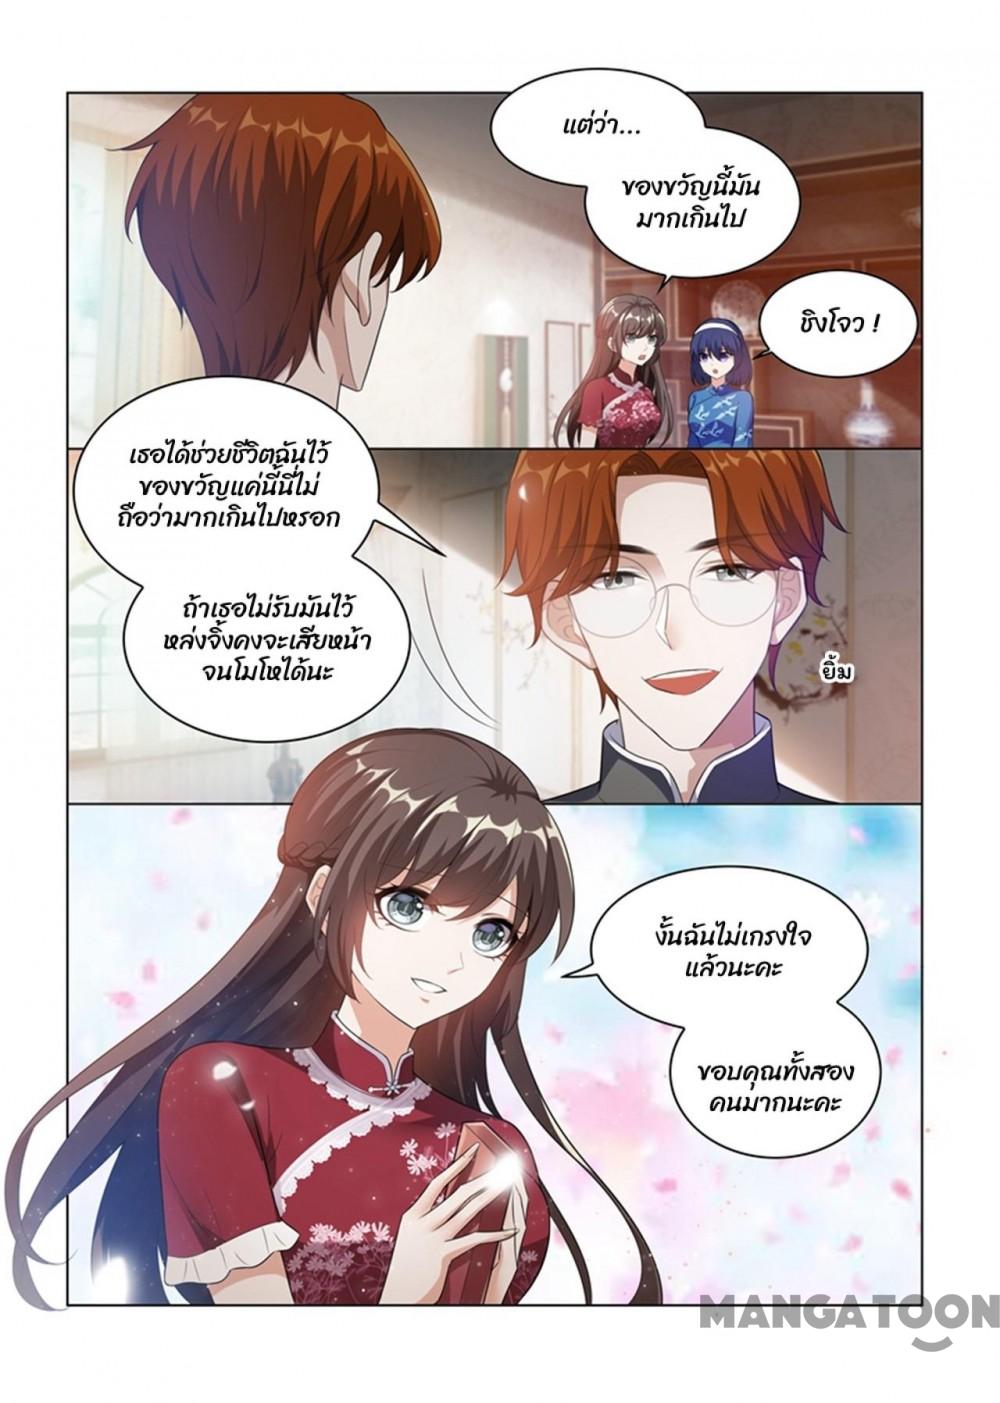 แต่ว่า...
ของขวัญนี้มัน
มากเกินไป
ชิงโจว !
เธอได้ช่วยชีวิตฉันไว้
ของขวัญแค่นี้นี่ไม่
ถือว่ามากเกินไปหรอก
ถ้าเธอไม่รับมันไว้
หล่งจิ้งคงจะเสียหน้า
จนโมโหได้นะ
ยิ้ม
งั้นฉันไม่เกรงใจ
แล้วนะคะ
ขอบคุณทั้งสอง
คนมากนะคะ
MANGATOON